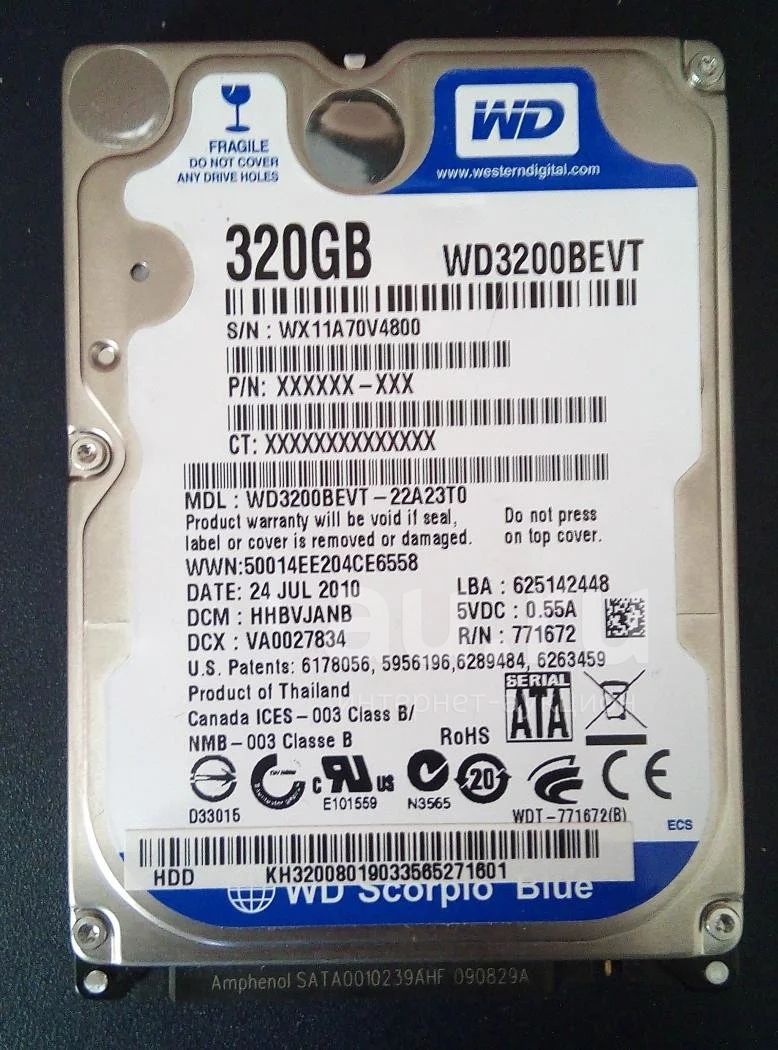 WD
www.westerndigital.com
FRAGILE
DO NOT COVER
ANY DRIVE HOLES
320GB WD3200BEVT
S/N : WX11A70V4800
P/N: XXXXXX-XXX
CT: XXXXXXXXXXXXXX
MDL : WD3200BEVT-22A23T0
Product warranty will be void if seal,
label or cover is removed or damaged.
Do not press
on top cover.
WWN:50014EE204CE6558
DATE: 24 JUL 2010 LBA : 625142448
DCM : HHBVJANB 5VDC : 0.55A
DCX : VA0027834 R/N : 771672
U.S. Patents: 6178056, 5956196,6289484, 6263459
Product of Thailand
Canada ICES-003 Class B/
NMB-003 Classe B
RoHS
SERIAL
ATA
D33015
c RU us
E101559
N3565
20
CE
WDT-771672(B)
ECS
HDD KH32008019033565271601
WD Scorpio Blue
Amphenol SATA0010239AHF 090829A